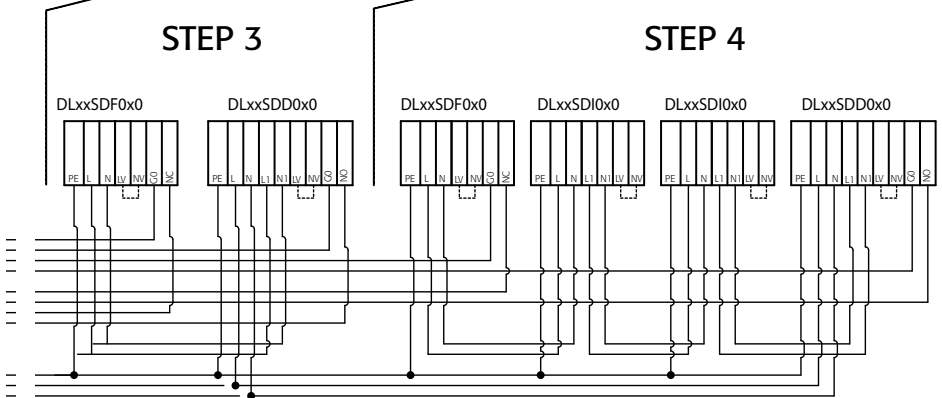 STEP 3
STEP 4
DLxxSDF0x0
DLxxSDD0x0
DLxxSDF0x0
DLxxSDI0x0
DLxxSDI0x0
DLxxSDD0x0
PE L N LV NV G0 NC
PE L N L1 N1 LV NV G0 NO
PE L N LV NV G0 NC
PE L N L1 N1 LV NV
PE L N L1 N1 LV NV
PE L N L1 N1 LV NV G0 NO